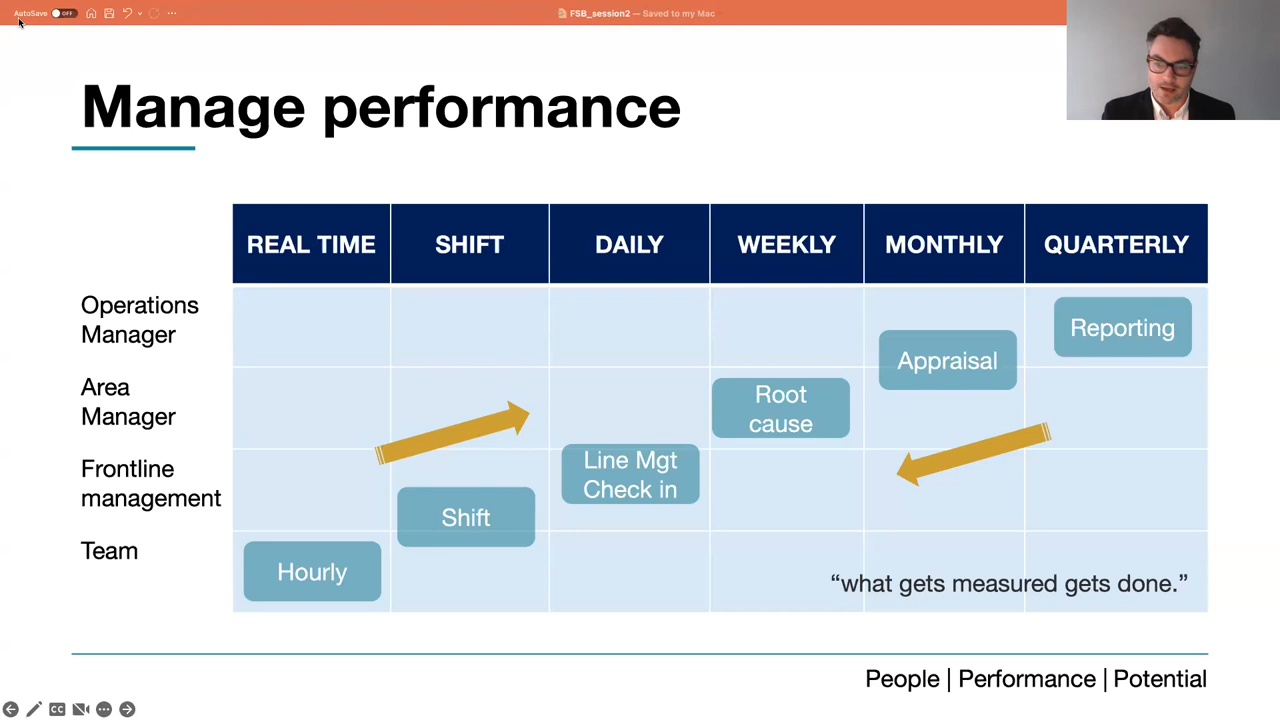 AutoSave OFF
FSB_session2 — Saved to my Mac
Manage performance
REAL TIME SHIFT DAILY WEEKLY MONTHLY QUARTERLY
Operations
Manager
Reporting
Appraisal
Area
Manager
Root
cause
Frontline
management
Line Mgt
Check in
Shift
Team
Hourly
“what gets measured gets done.”
People | Performance | Potential
CC